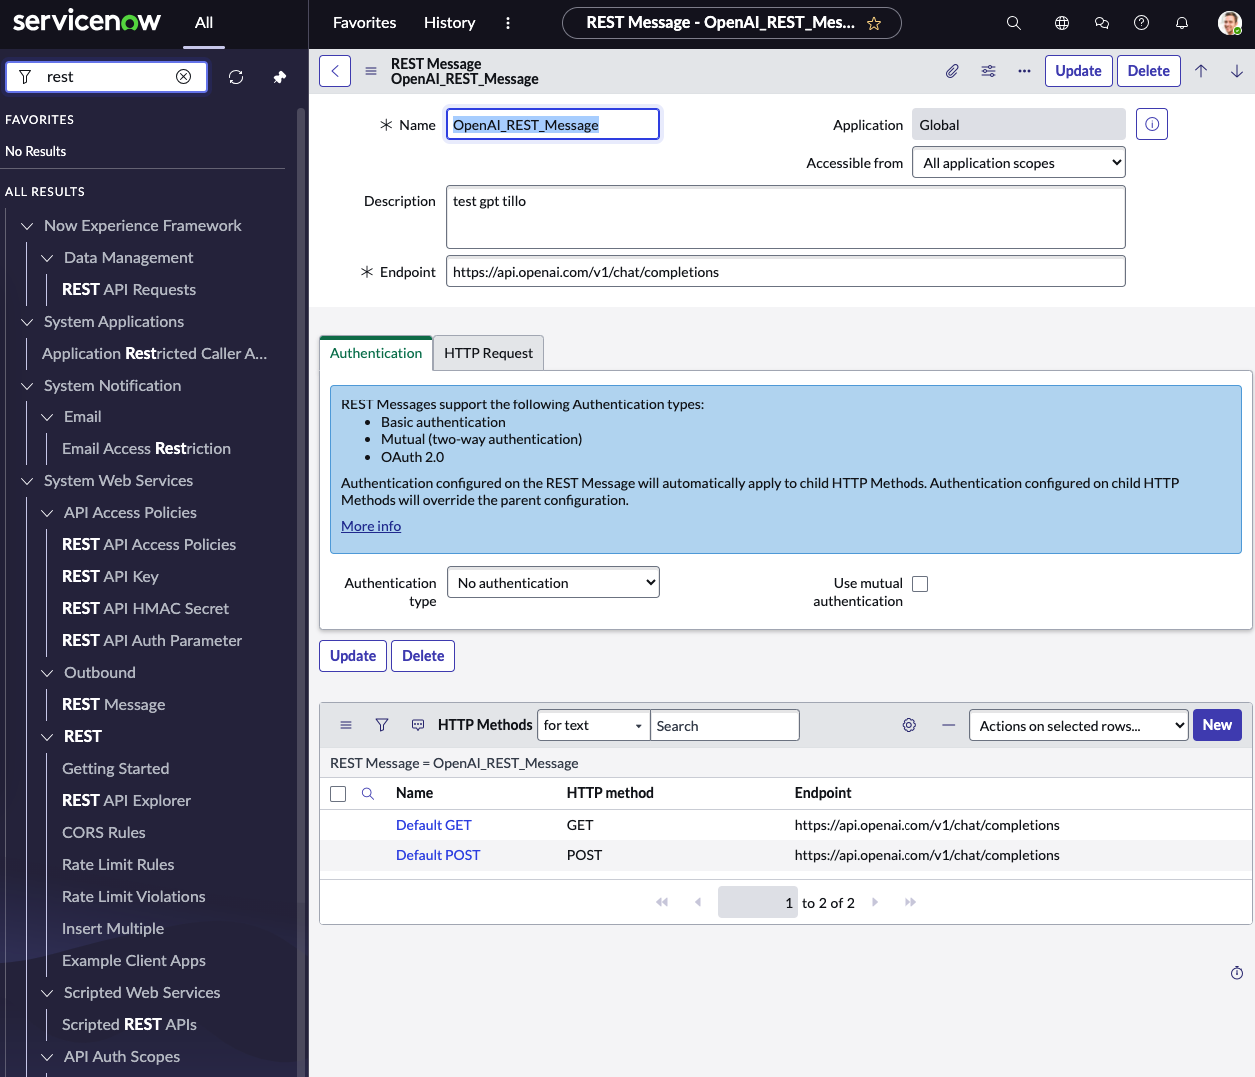 servicenow
All
Favorites
History
REST Message - OpenAI_REST_Mes...
rest
FAVORITES
No Results
ALL RESULTS
Now Experience Framework
Data Management
REST API Requests
System Applications
Application Restricted Caller A...
System Notification
Email
Email Access Restriction
System Web Services
API Access Policies
REST API Access Policies
REST API Key
REST API HMAC Secret
REST API Auth Parameter
Outbound
REST Message
REST
Getting Started
REST API Explorer
CORS Rules
Rate Limit Rules
Rate Limit Violations
Insert Multiple
Example Client Apps
Scripted Web Services
Scripted REST APIs
API Auth Scopes
REST Message
OpenAI_REST_Message
Update
Delete
Name
OpenAI_REST_Message
Application
Global
Accessible from
All application scopes
Description
test gpt tillo
Endpoint
https://api.openai.com/v1/chat/completions
Authentication
HTTP Request
REST Messages support the following Authentication types:
• Basic authentication
• Mutual (two-way authentication)
• OAuth 2.0
Authentication configured on the REST Message will automatically apply to child HTTP Methods. Authentication configured on child HTTP
Methods will override the parent configuration.
More info
Authentication
type
No authentication
Use mutual
authentication
Update
Delete
HTTP Methods
for text
Search
Actions on selected rows...
New
REST Message = OpenAI_REST_Message
Name HTTP method Endpoint
Default GET GET https://api.openai.com/v1/chat/completions
Default POST POST https://api.openai.com/v1/chat/completions
1 to 2 of 2